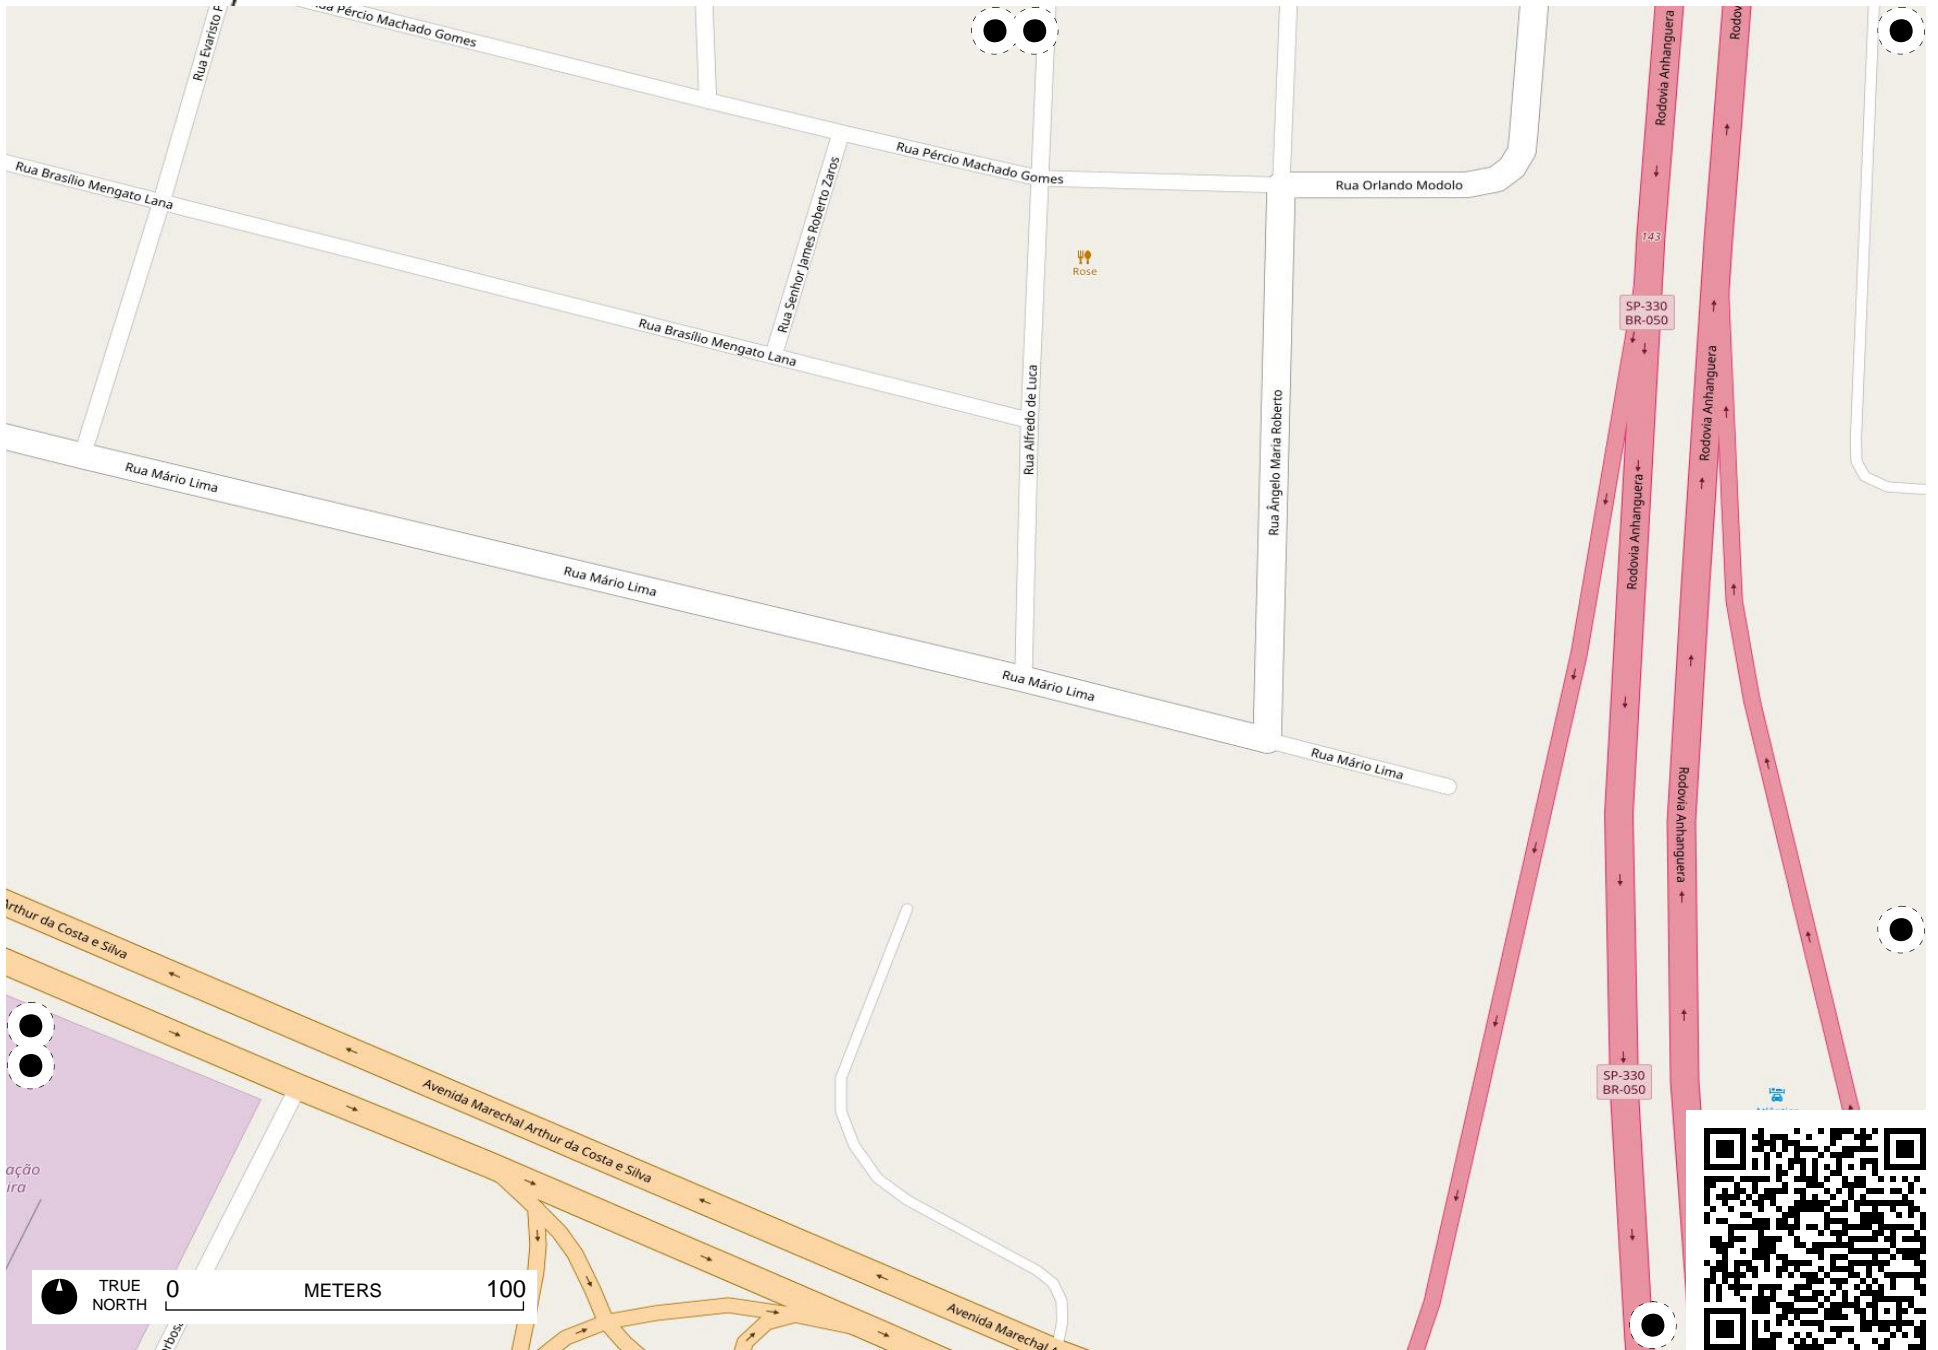 Rua Evaristo
Pércio Machado Gomes
Rodovia Anhanguera
Rua Brasílio Mengato Lana
Rua Senhor James Roberto Zaros
Rua Pércio Machado Gomes
Rua Orlando Modolo
143
Rose
SP-330
BR-050
Rua Brasílio Mengato Lana
Rua Alfredo de Luca
Rua Ângelo Maria Roberto
Rodovia Anhanguera
Rodovia Anhanguera
Rua Mário Lima
Rua Mário Lima
Rua Mário Lima
Rua Mário Lima
Rodovia Anhanguera
Arthur da Costa e Silva
Avenida Marechal Arthur da Costa e Silva
SP-330
BR-050
ação
ira
TRUE
NORTH
0 METERS 100
Avenida Marechal